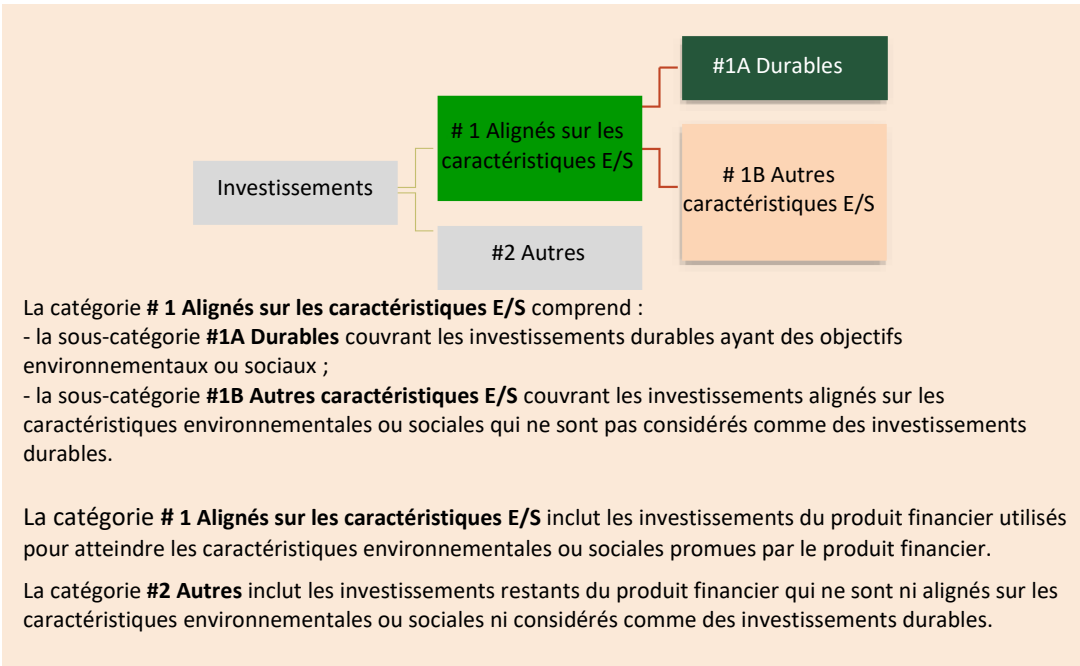 #1A Durables
# 1 Alignés sur les
caractéristiques E/S
# 1B Autres
caractéristiques E/S
Investissements
#2 Autres
La catégorie # 1 Alignés sur les caractéristiques E/S comprend :
- la sous-catégorie #1A Durables couvrant les investissements durables ayant des objectifs
environnementaux ou sociaux ;
- la sous-catégorie #1B Autres caractéristiques E/S couvrant les investissements alignés sur les
caractéristiques environnementales ou sociales qui ne sont pas considérés comme des investissements
durables.
La catégorie # 1 Alignés sur les caractéristiques E/S inclut les investissements du produit financier utilisés
pour atteindre les caractéristiques environnementales ou sociales promues par le produit financier.
La catégorie #2 Autres inclut les investissements restants du produit financier qui ne sont ni alignés sur les
caractéristiques environnementales ou sociales ni considérés comme des investissements durables.